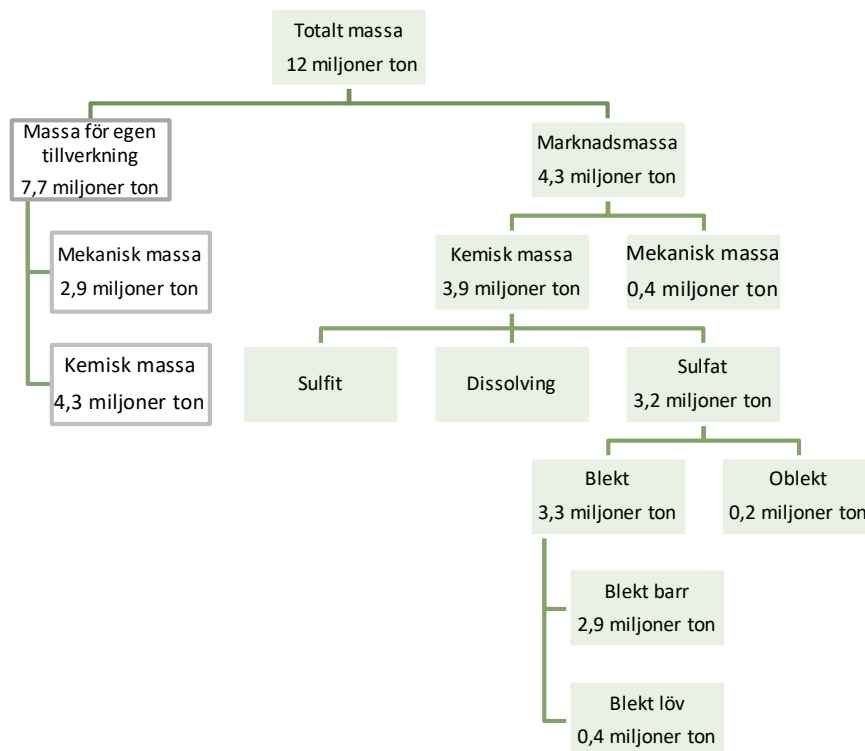 Totalt massa
12 miljoner ton
Massa för egen
tillverkning
7,7 miljoner ton
Marknadsmassa
4,3 miljoner ton
Mekanisk massa
2,9 miljoner ton
Kemisk massa
4,3 miljoner ton
Kemisk massa
3,9 miljoner ton
Mekanisk massa
0,4 miljoner ton
Sulfit
Dissolving
Sulfat
3,2 miljoner ton
Blekt
3,3 miljoner ton
Oblekt
0,2 miljoner ton
Blekt barr
2,9 miljoner ton
Blekt löv
0,4 miljoner ton